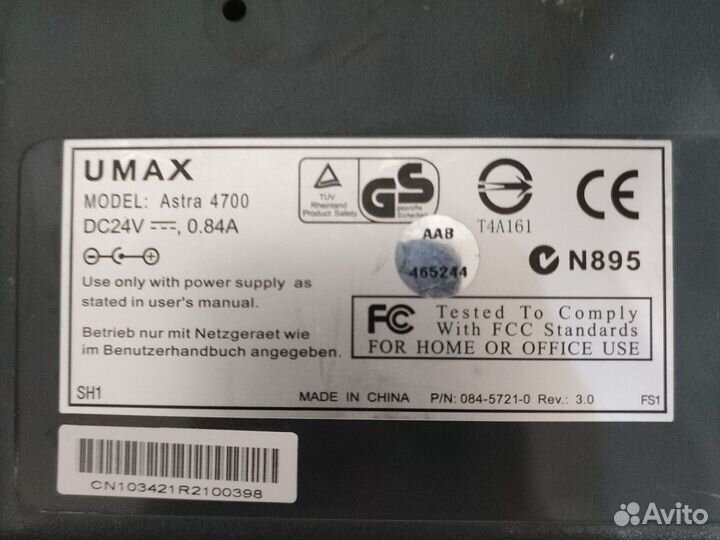 UMAX
MODEL: Astra 4700
DC24V ⎓, 0.84A
Use only with power supply as
stated in user's manual.
Betrieb nur mit Netzgeraet wie
im Benutzerhandbuch angegeben.
SH1
TÜV
Rheinland
Product Safety
GS
geprüfte
Sicherheit
T4A161
CE
AAB
465244
N895
FC Tested To Comply
With FCC Standards
FOR HOME OR OFFICE USE
MADE IN CHINA P/N: 084-5721-0 Rev.: 3.0 FS1
CN103421R2100398
Avito